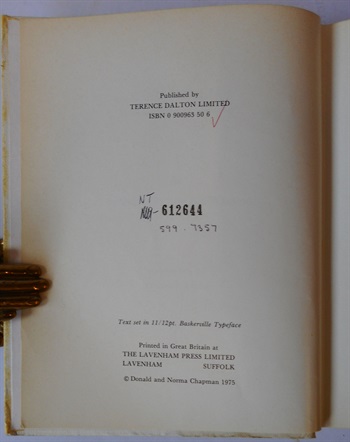 Published by
TERENCE DALTON LIMITED
ISBN 0 900963 50 6
NT
612644
599.7357
Text set in 11/12pt. Baskerville Typeface
Printed in Great Britain at
THE LAVENHAM PRESS LIMITED
LAVENHAM SUFFOLK
© Donald and Norma Chapman 1975